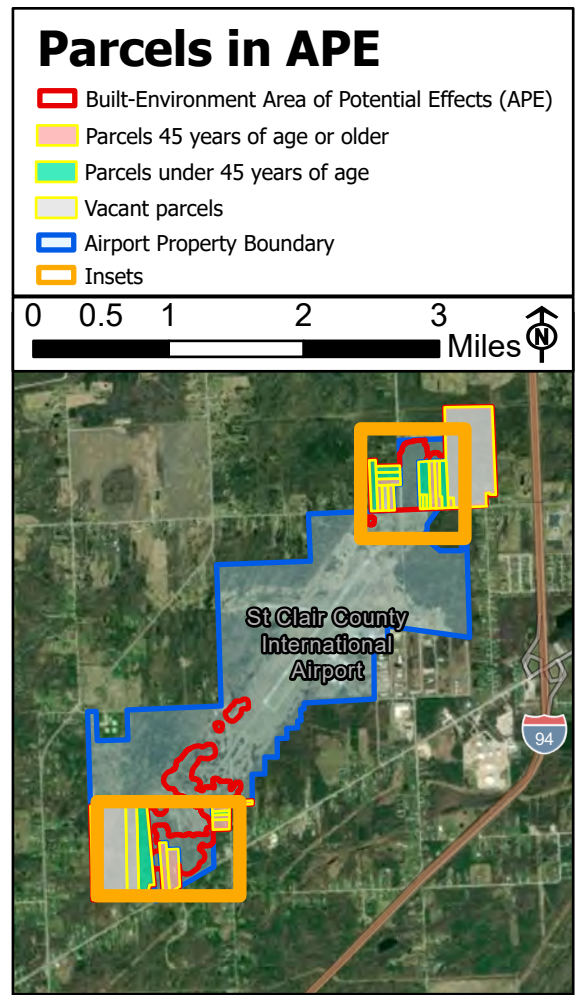 Parcels in APE
Built-Environment Area of Potential Effects (APE)
Parcels 45 years of age or older
Parcels under 45 years of age
Vacant parcels
Airport Property Boundary
Insets
0 0.5 1 2 3
Miles
N
St Clair County
International
Airport
94